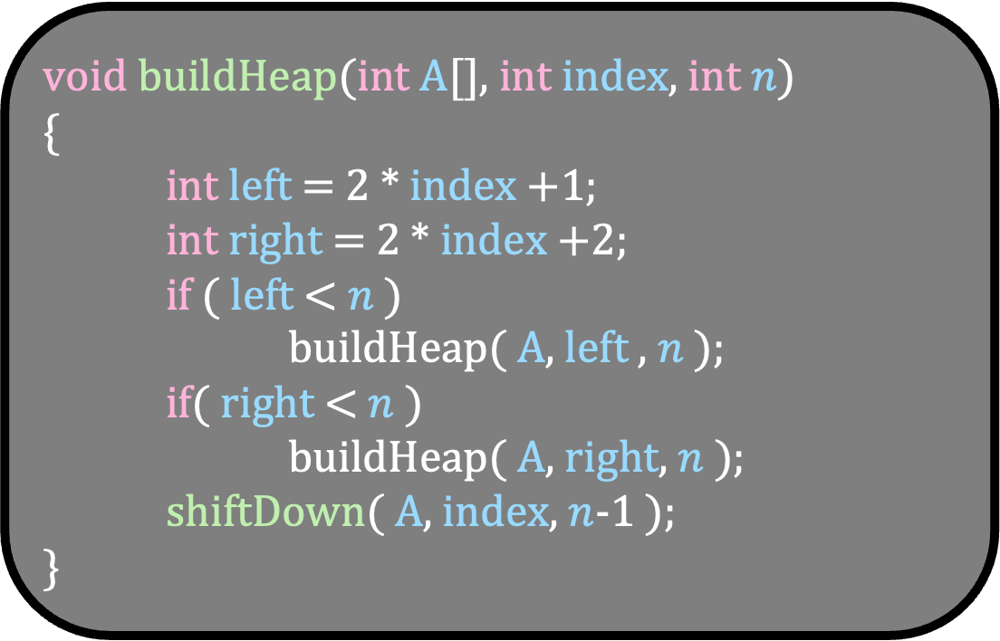 void buildHeap(int A[], int index, int n)
{
int left = 2 * index +1;
int right = 2 * index +2;
if ( left < n )
buildHeap( A, left , n );
if( right < n )
buildHeap( A, right, n );
shiftDown( A, index, n-1 );
}